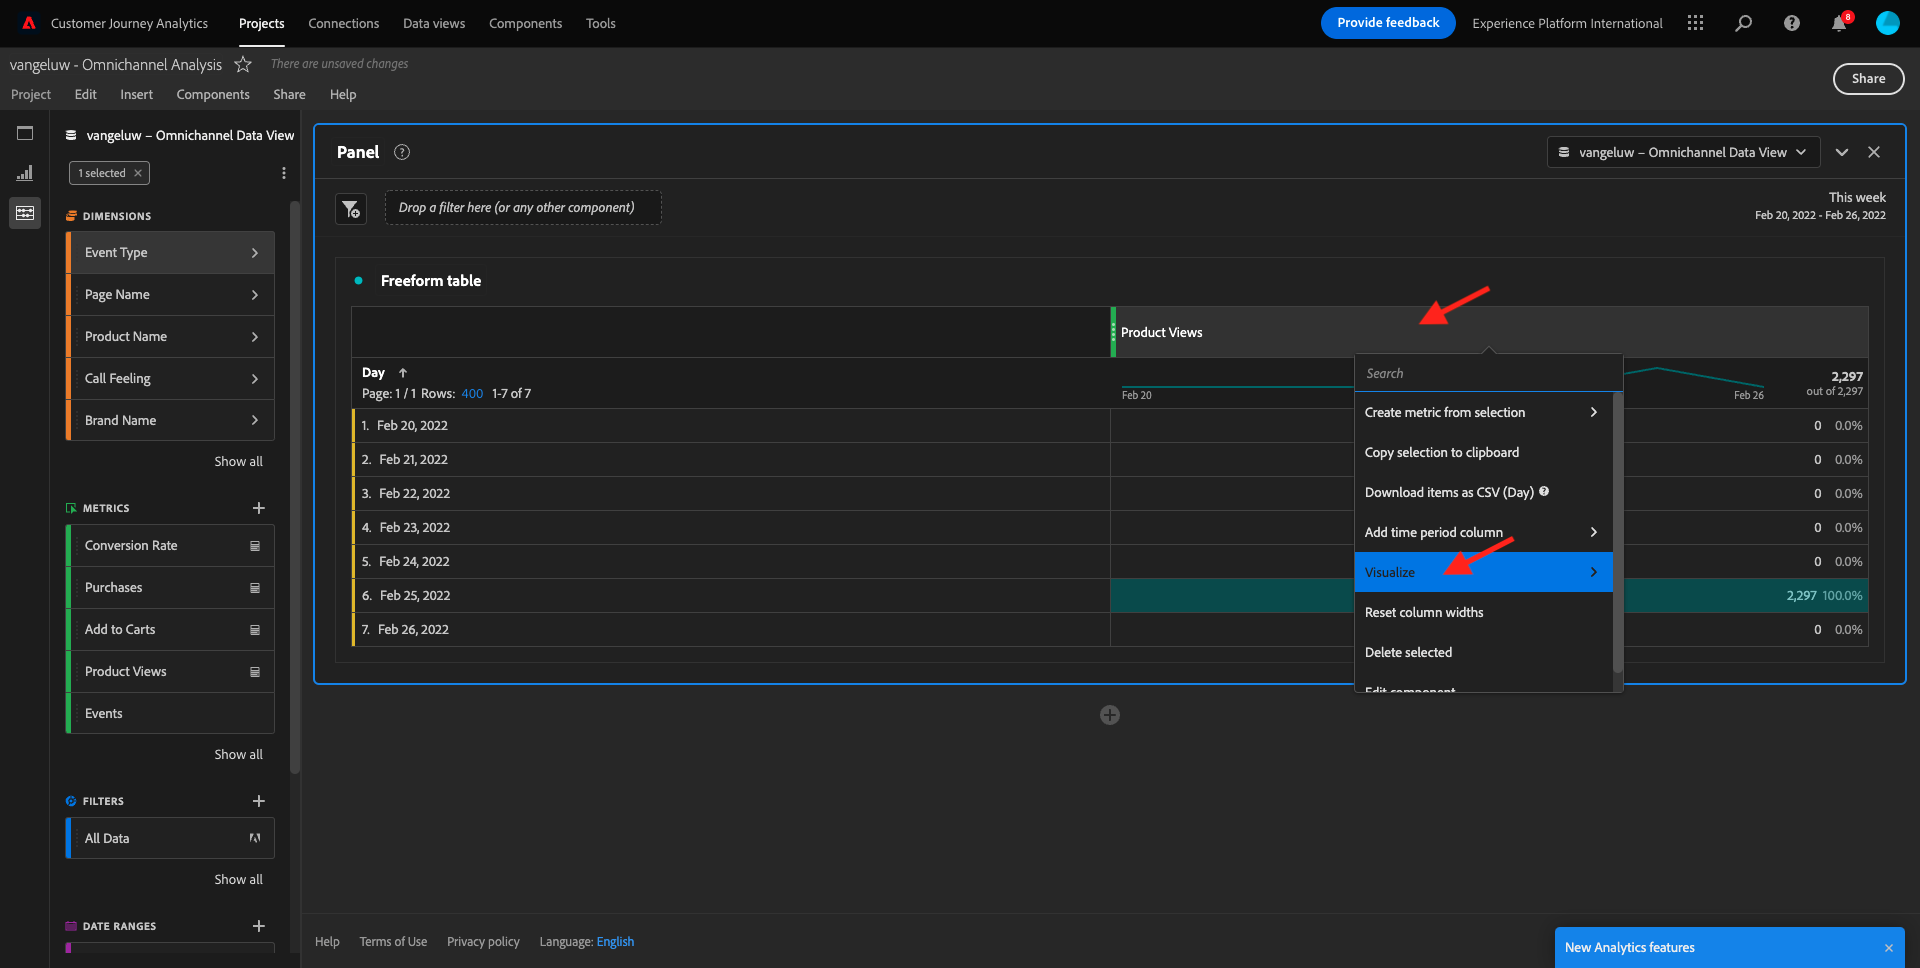 Customer Journey Analytics
Projects
Connections
Data views
Components
Tools
Provide feedback
Experience Platform International
8
vangeluw - Omnichannel Analysis
There are unsaved changes
Project
Edit
Insert
Components
Share
Help
Share
vangeluw – Omnichannel Data View
1 selected
DIMENSIONS
Event Type
Page Name
Product Name
Call Feeling
Brand Name
Show all
METRICS
Conversion Rate
Purchases
Add to Carts
Product Views
Events
Show all
FILTERS
All Data
Show all
DATE RANGES
Panel
vangeluw – Omnichannel Data View
Drop a filter here (or any other component)
This week
Feb 20, 2022 - Feb 26, 2022
Freeform table
Product Views
Day
Page: 1 / 1 Rows: 400 1-7 of 7
Feb 20
Feb 26
2,297
out of 2,297
1. Feb 20, 2022
0 0.0%
2. Feb 21, 2022
0 0.0%
3. Feb 22, 2022
0 0.0%
4. Feb 23, 2022
0 0.0%
5. Feb 24, 2022
0 0.0%
6. Feb 25, 2022
2,297 100.0%
7. Feb 26, 2022
0 0.0%
Search
Create metric from selection
Copy selection to clipboard
Download items as CSV (Day)
Add time period column
Visualize
Reset column widths
Delete selected
Edit component
Help
Terms of Use
Privacy policy
Language: English
New Analytics features